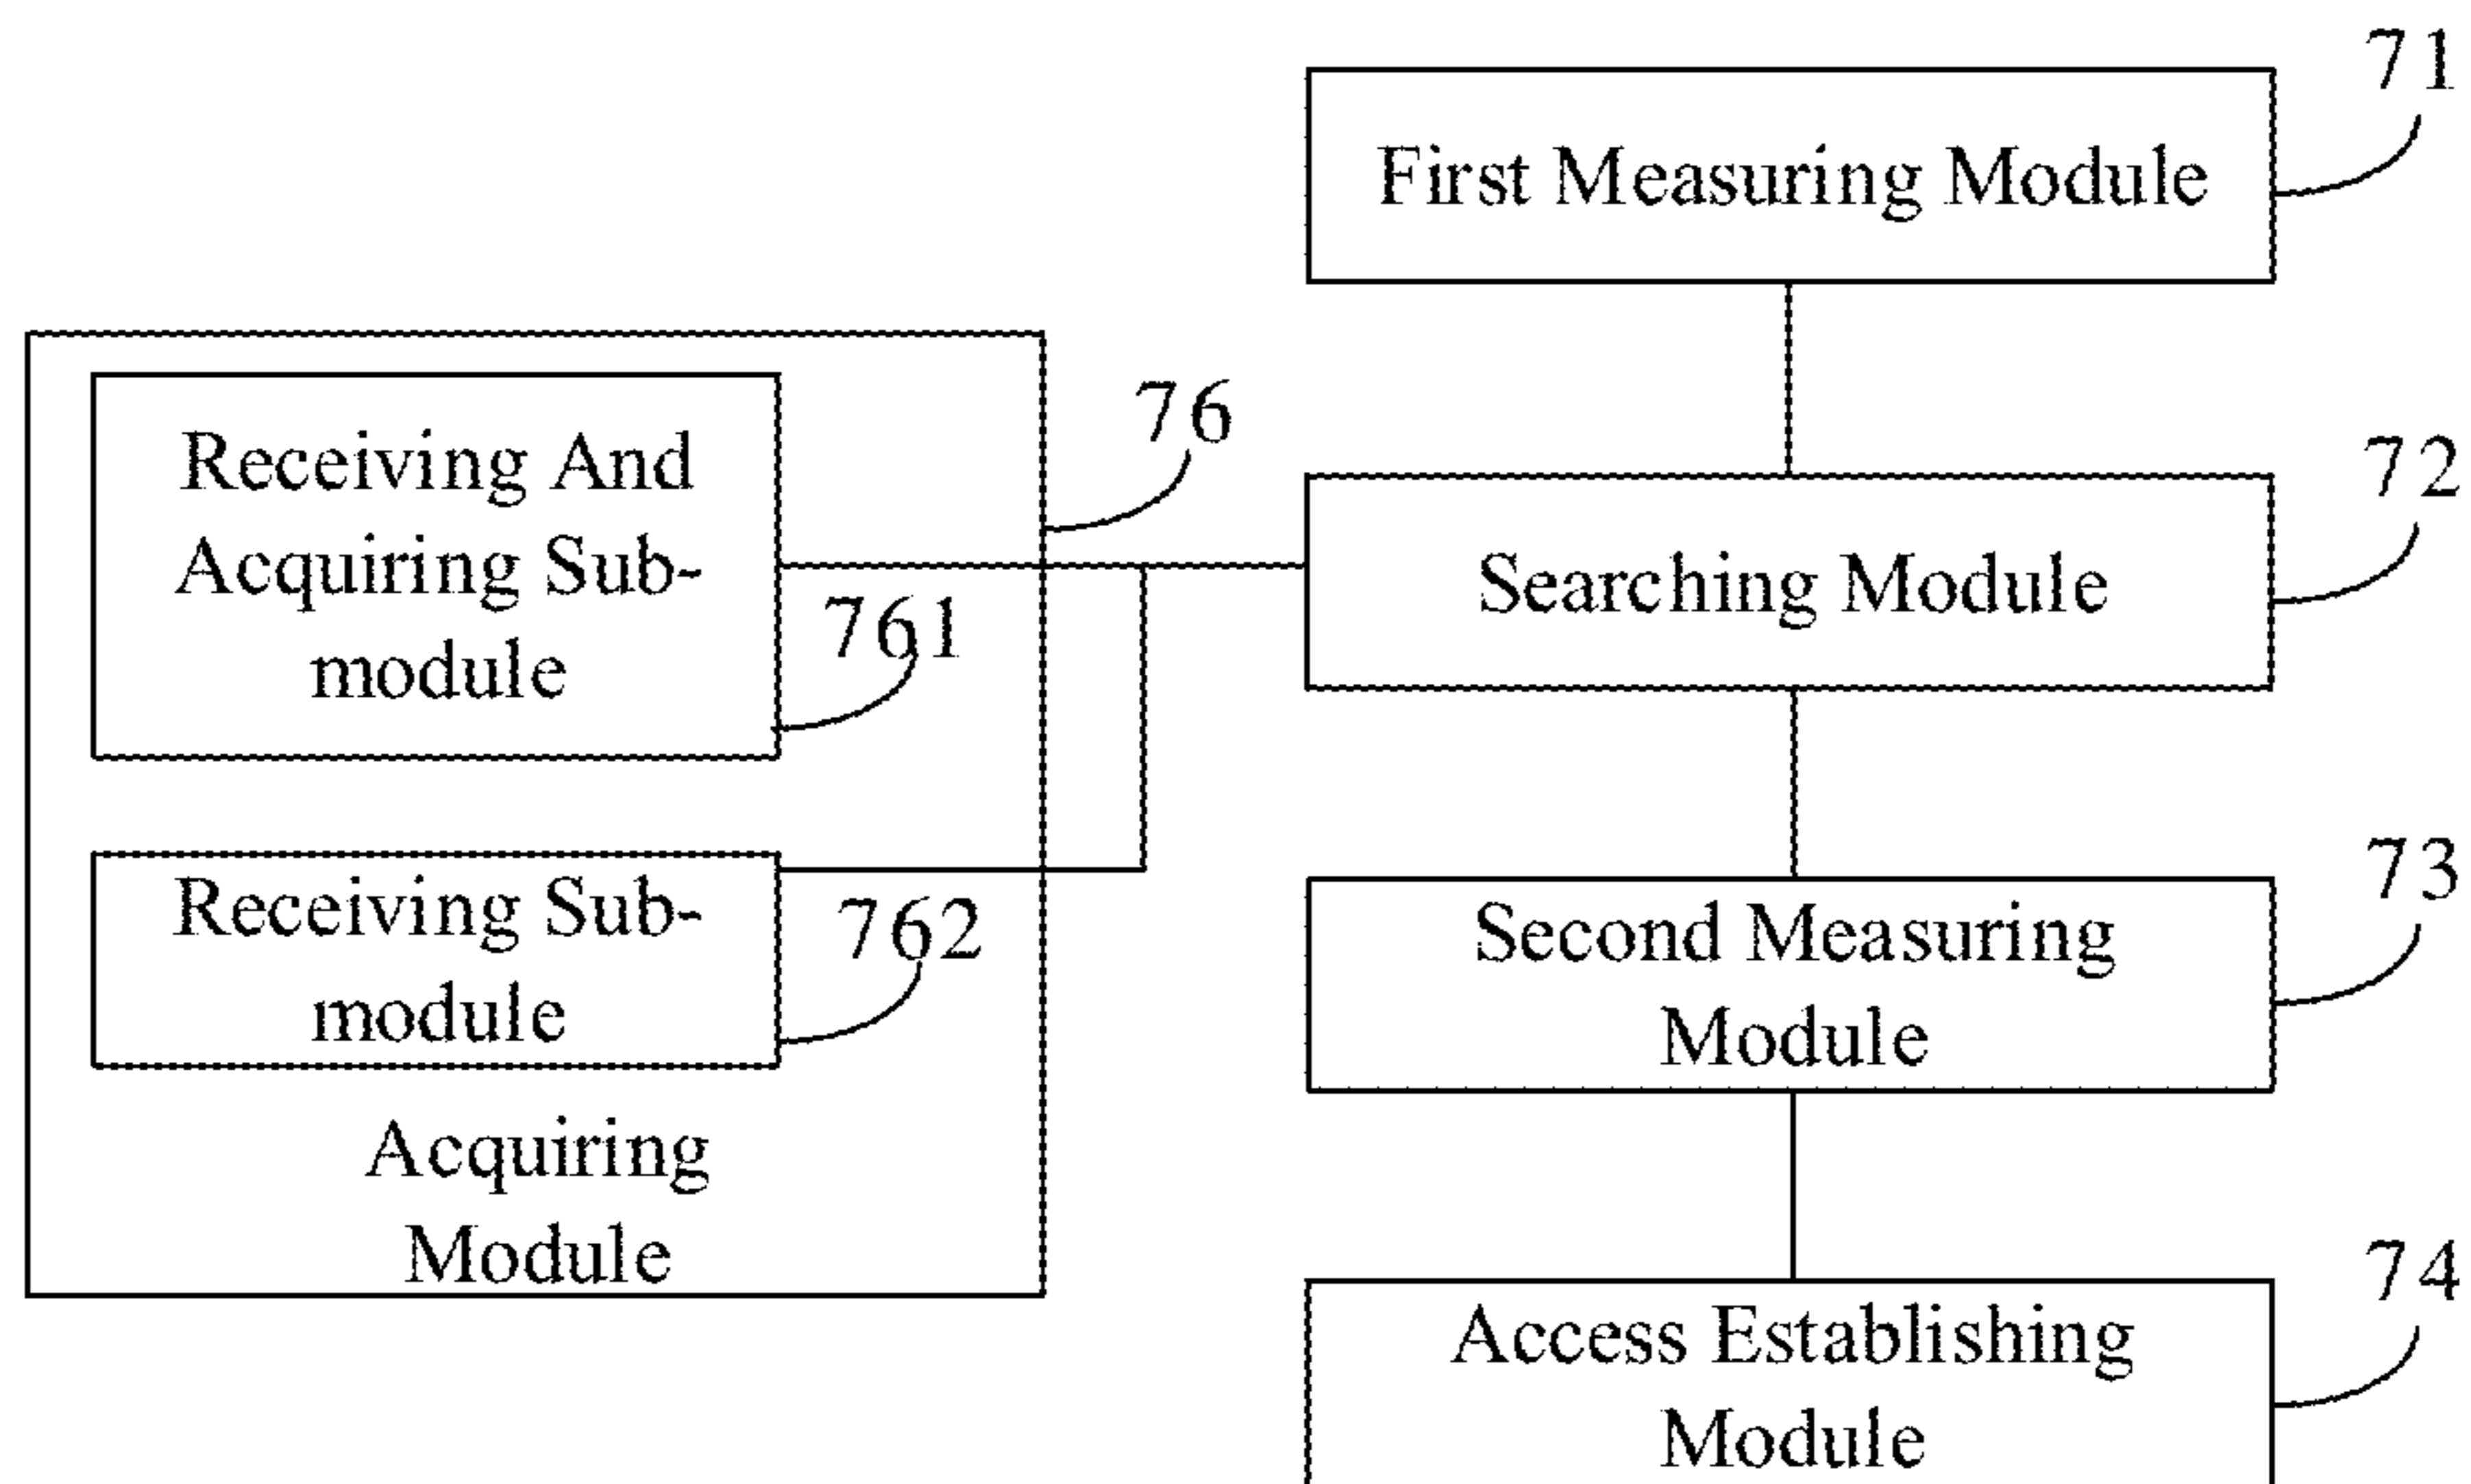 71
First Measuring Module
76
Receiving And
Acquiring Sub-
module
761
72
Searching Module
Receiving Sub-
module
762
Acquiring
Module
73
Second Measuring
Module
74
Access Establishing
Module